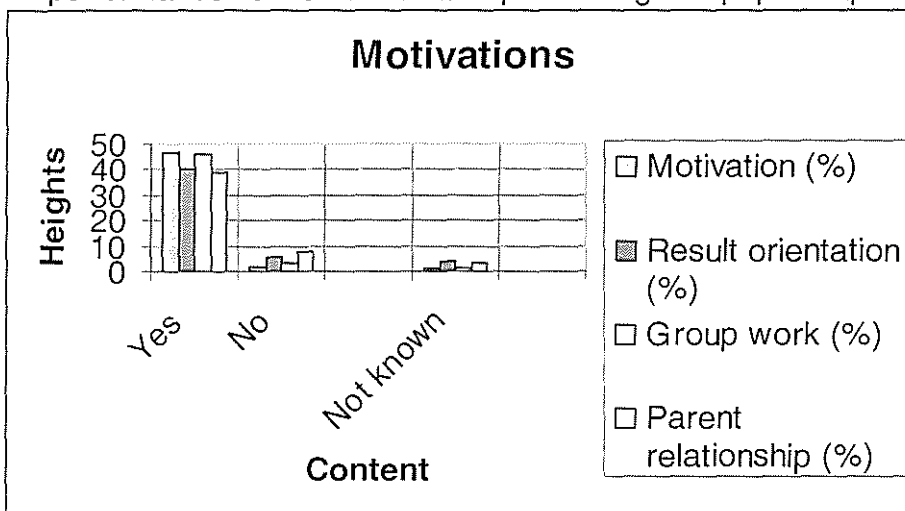 Motivations
Heights
50
40
30
20
10
0
Yes
No
Not known
Content
Motivation (%)
Result orientation
(%)
Group work (%)
Parent
relationship (%)